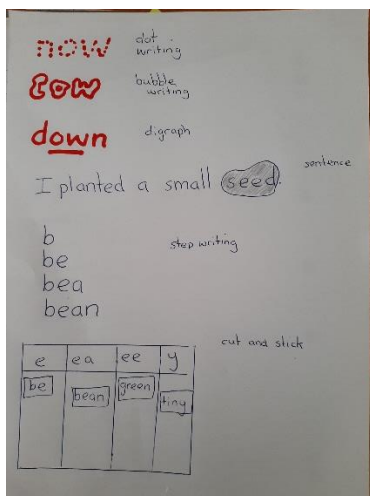 now dot writing
cow bubble writing
down digraph
sentence
I planted a small seed.
b
be step writing
bea
bean
cut and stick
e ea ee y
be bean green tiny